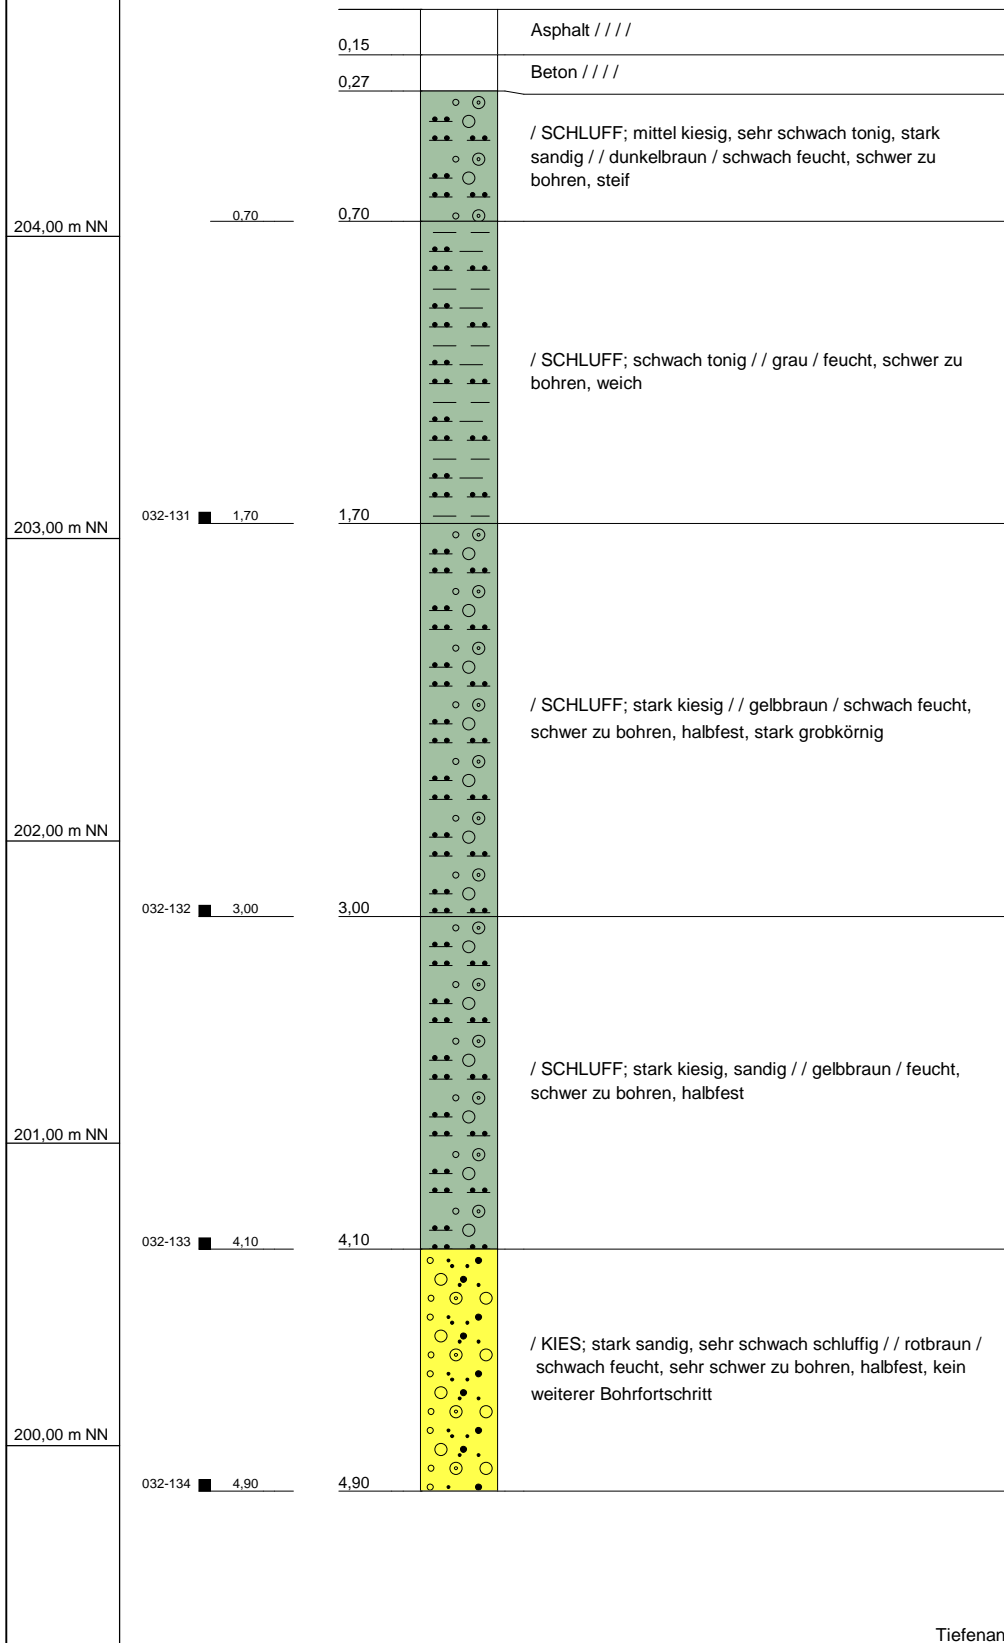 Asphalt / / / /
0,15
Beton / / / /
0,27
/ SCHLUFF; mittel kiesig, sehr schwach tonig, stark
sandig / / dunkelbraun / schwach feucht, schwer zu
bohren, steif
204,00 m NN
0,70
0,70
/ SCHLUFF; schwach tonig / / grau / feucht, schwer zu
bohren, weich
203,00 m NN
032-131
1,70
1,70
/ SCHLUFF; stark kiesig / / gelbbraun / schwach feucht,
schwer zu bohren, halbfest, stark grobkörnig
202,00 m NN
032-132
3,00
3,00
/ SCHLUFF; stark kiesig, sandig / / gelbbraun / feucht,
schwer zu bohren, halbfest
201,00 m NN
032-133
4,10
4,10
/ KIES; stark sandig, sehr schwach schluffig / / rotbraun /
schwach feucht, sehr schwer zu bohren, halbfest, kein
weiterer Bohrfortschritt
200,00 m NN
032-134
4,90
4,90
Tiefenan